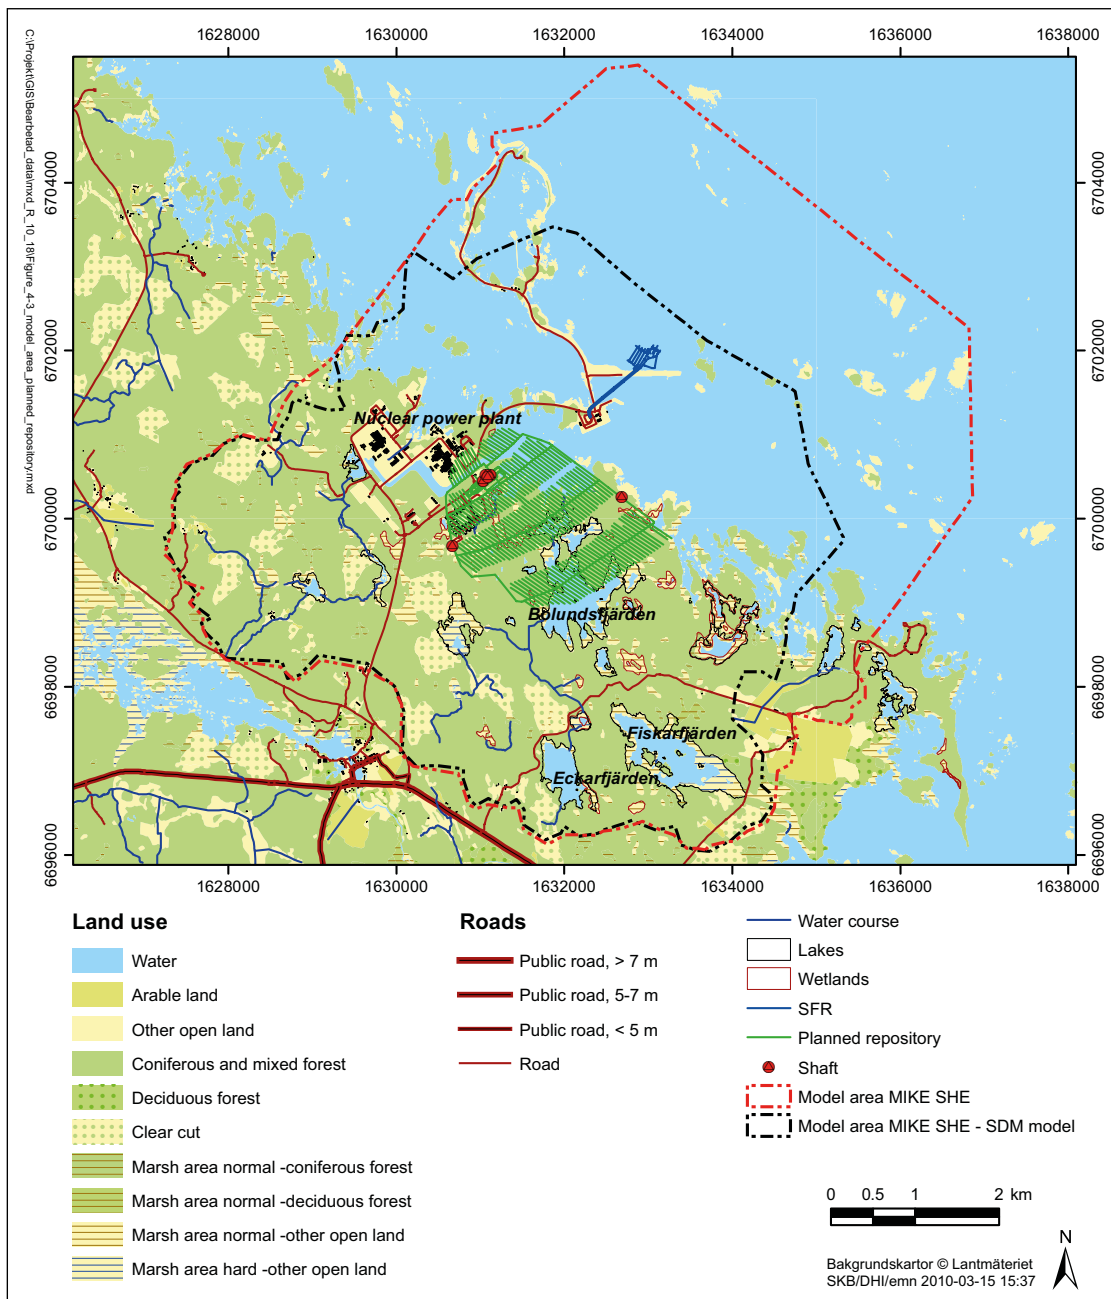 C:\Projekt\GIS\Bearbetad_data\mxd_R_10_18\Figure_4-3_model_area_planned_repository.mxd
1628000 1630000 1632000 1634000 1636000 1638000
6704000 6704000
6702000 6702000
Nuclear power plant
6700000 6700000
Bolundsfjärden
6698000 6698000
Fiskarfjärden
Eckarfjärden
6696000 6696000
1628000 1630000 1632000 1634000 1636000 1638000
Land use
Water
Arable land
Other open land
Coniferous and mixed forest
Deciduous forest
Clear cut
Marsh area normal -coniferous forest
Marsh area normal -deciduous forest
Marsh area normal -other open land
Marsh area hard -other open land
Roads
Public road, > 7 m
Public road, 5-7 m
Public road, < 5 m
Road
Water course
Lakes
Wetlands
SFR
Planned repository
Shaft
Model area MIKE SHE
Model area MIKE SHE - SDM model
0 0.5 1 2 km
N
Bakgrundskartor © Lantmäteriet
SKB/DHI/emn 2010-03-15 15:37